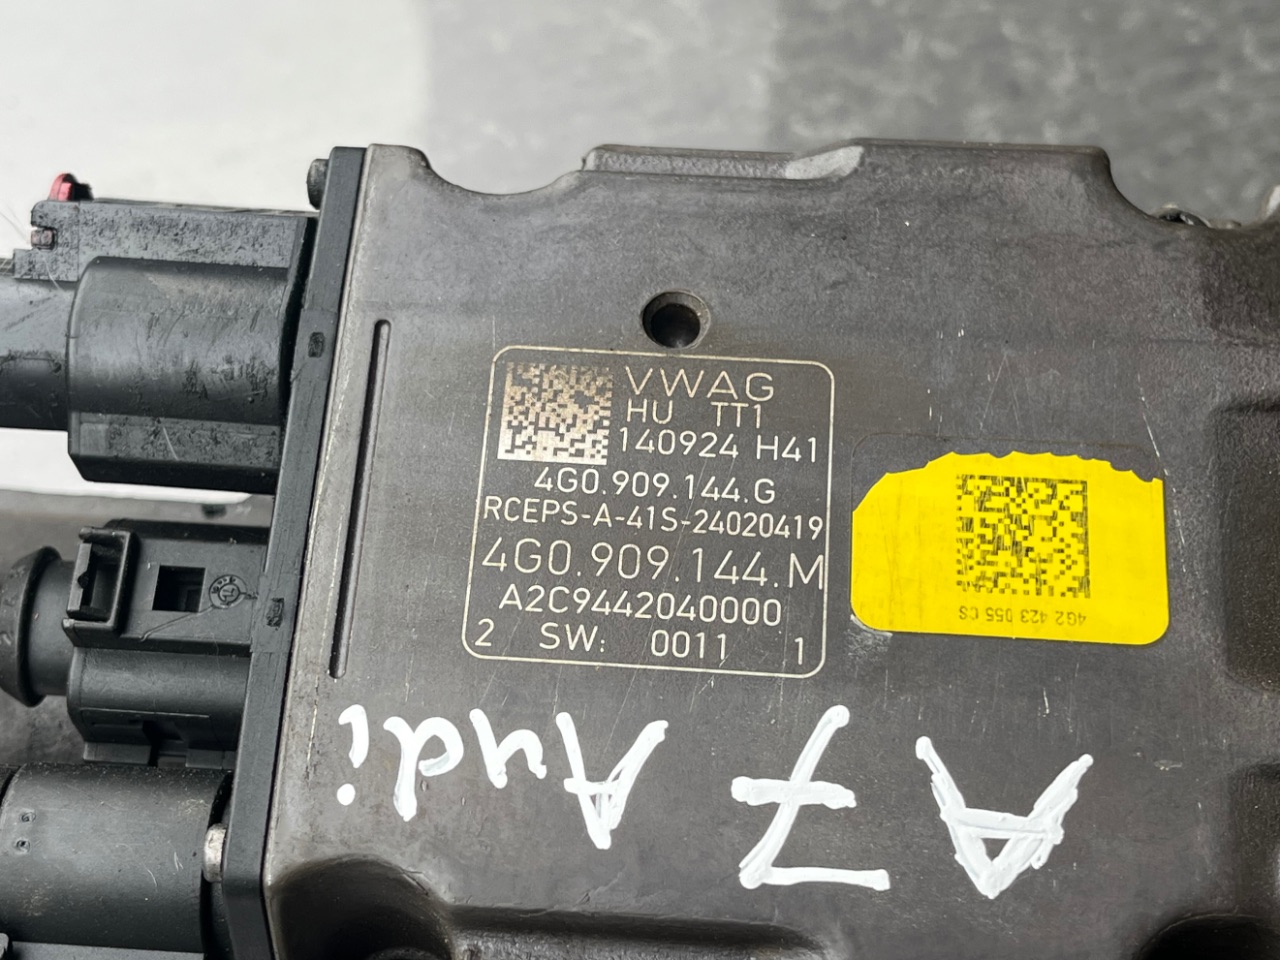 VWAG
HU TT1
140924 H41
4G0.909.144.G
RCEPS-A-41S-24020419
4G0.909.144.M
A2C9442040000
2 SW: 0011 1
4G2 423 055 CS
Audi
A7